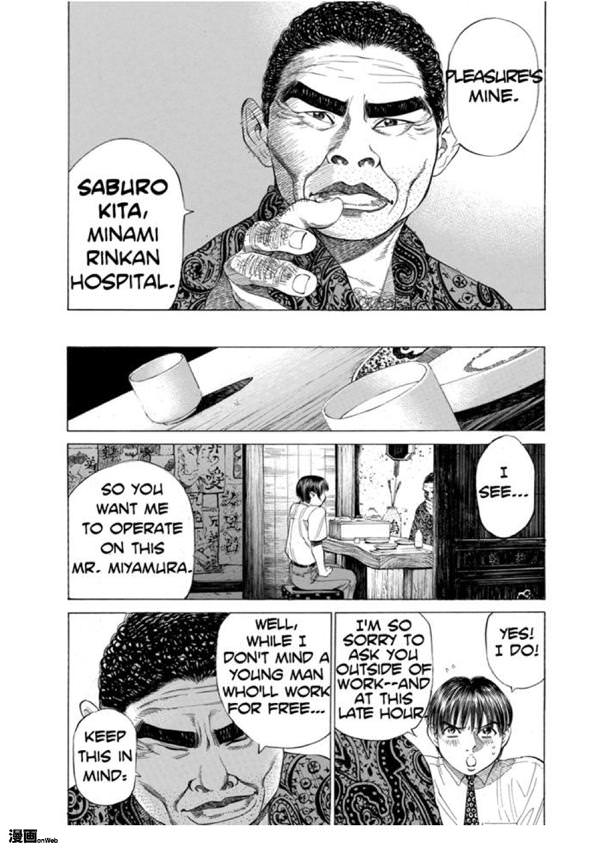 PLEASURE'S
MINE.
SABURO
KITA,
MINAMI
RINKAN
HOSPITAL.
I
SEE...
SO YOU
WANT ME
TO OPERATE
ON THIS
MR. MIYAMURA.
YES!
I DO!
I'M SO
SORRY TO
ASK YOU
OUTSIDE OF
WORK--AND
AT THIS
LATE HOUR.
WELL,
WHILE I
DON'T MIND A
YOUNG MAN
WHO'LL WORK
FOR FREE...
KEEP
THIS IN
MIND:
漫画 on Web